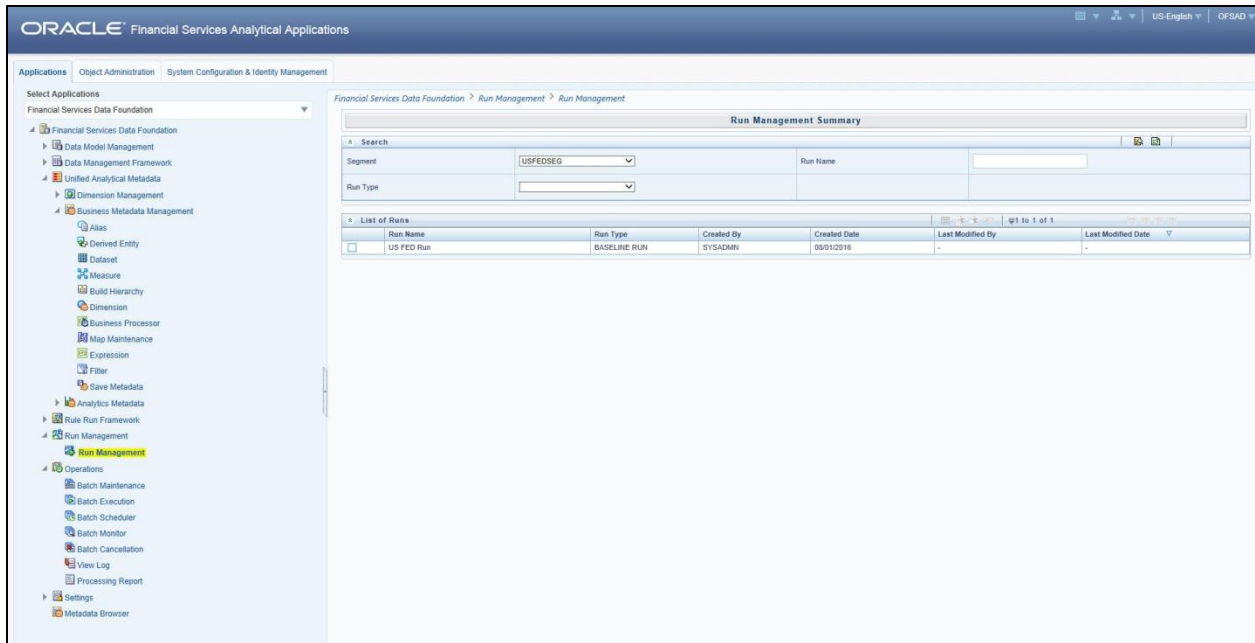 ORACLE Financial Services Analytical Applications
US-English OFSAD
Applications Object Administration System Configuration & Identity Management
Select Applications
Financial Services Data Foundation
Financial Services Data Foundation
Data Model Management
Data Management Framework
Unified Analytical Metadata
Dimension Management
Business Metadata Management
Alias
Derived Entity
Dataset
Measure
Build Hierarchy
Dimension
Business Processor
Map Maintenance
Expression
Filter
Save Metadata
Analytics Metadata
Rule Run Framework
Run Management
Run Management
Operations
Batch Maintenance
Batch Execution
Batch Scheduler
Batch Monitor
Batch Cancellation
View Log
Processing Report
Settings
Metadata Browser
Financial Services Data Foundation > Run Management > Run Management
Run Management Summary
Search
Segment USFEDSEG Run Name
Run Type
List of Runs 1 to 1 of 1
Run Name Run Type Created By Created Date Last Modified By Last Modified Date
US FED Run BASELINE RUN SYSADMN 08/01/2016 - -